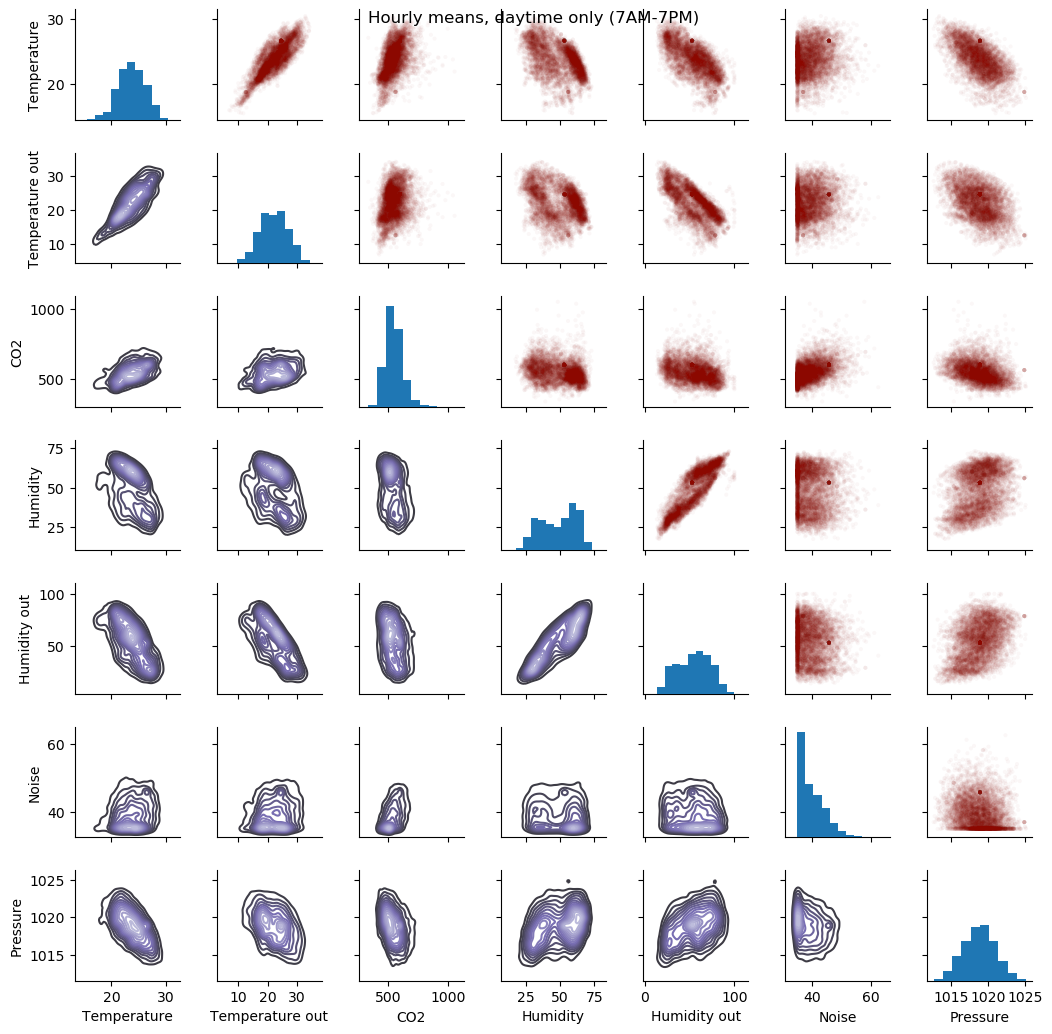 Hourly means, daytime only (7AM-7PM)
30
20
Temperature
30
20
10
Temperature out
1000
500
CO2
75
50
25
Humidity
100
50
Humidity out
60
40
Noise
1025
1020
1015
Pressure
20 30 10 20 30 500 1000 25 50 75 0 100 40 60 1015 1020 1025
Temperature Temperature out CO2 Humidity Humidity out Noise Pressure